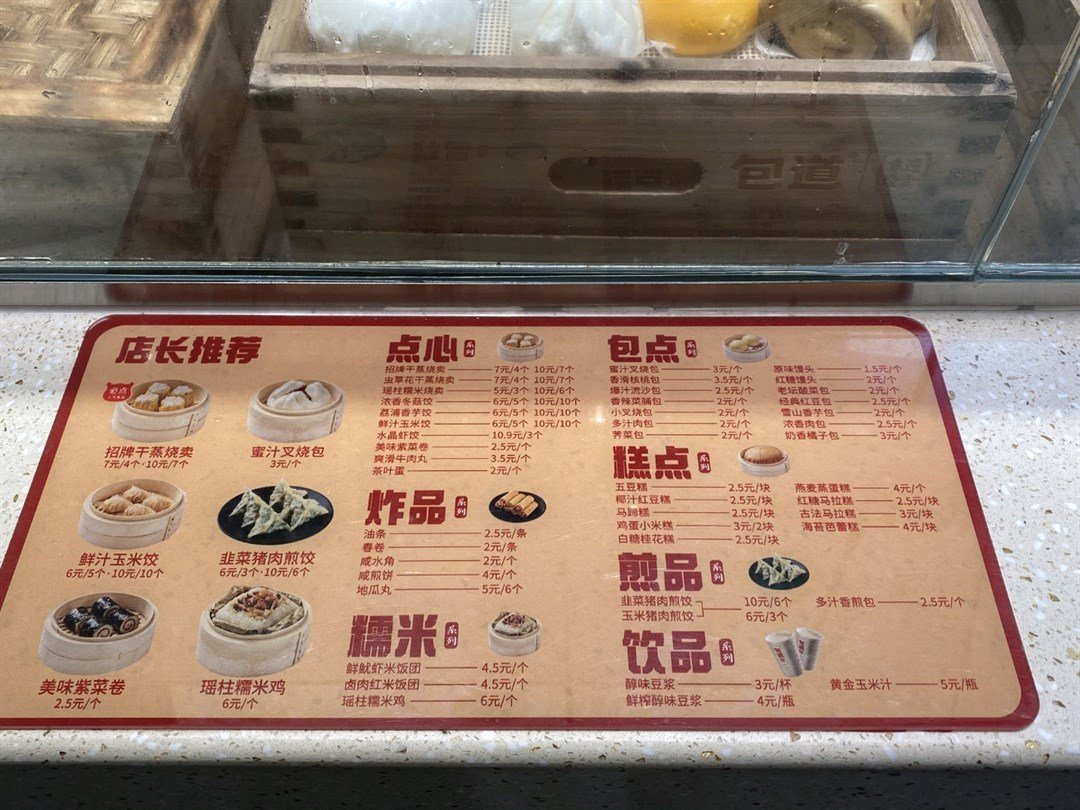 包道
店长推荐
必点
招牌干蒸烧卖
7元/4个·10元/7个
蜜汁叉烧包
3元/个
鲜汁玉米饺
6元/5个·10元/10个
韭菜猪肉煎饺
6元/3个·10元/6个
美味紫菜卷
2.5元/个
瑶柱糯米鸡
6元/个
点心 系列
招牌干蒸烧卖 7元/4个 10元/7个
虫草花干蒸烧卖 7元/4个 10元/7个
瑶柱糯米烧卖 5元/3个 10元/6个
浓香冬菇饺 6元/5个 10元/10个
荔浦香芋饺 6元/5个 10元/10个
鲜汁玉米饺 6元/5个 10元/10个
水晶虾饺 10.9元/3个
美味紫菜卷 2.5元/个
爽滑牛肉丸 3.5元/个
茶叶蛋 2元/个
炸品 系列
油条 2.5元/条
春卷 2元/条
咸水角 2元/个
咸煎饼 4元/个
地瓜丸 5元/6个
糯米 系列
鲜鱿虾米饭团 4.5元/个
卤肉红米饭团 4.5元/个
瑶柱糯米鸡 6元/个
包点 系列
蜜汁叉烧包 3元/个
香滑核桃包 3.5元/个
爆汁流沙包 2.5元/个
香辣菜脯包 2元/个
小叉烧包 2元/个
多汁肉包 2元/个
荠菜包 2元/个
原味馒头 1.5元/个
红糖馒头 2元/个
老坛酸菜包 2元/个
经典红豆包 2.5元/个
雪山香芋包 2元/个
浓香肉包 2.5元/个
奶香橘子包 3元/个
糕点 系列
五豆糕 2.5元/块
椰汁红豆糕 2.5元/块
马蹄糕 2.5元/块
鸡蛋小米糕 3元/2块
白糖桂花糕 2.5元/块
燕麦蒸蛋糕 4元/个
红糖马拉糕 2.5元/块
古法马拉糕 3元/块
海苔芭蕾糕 4元/个
煎品 系列
韭菜猪肉煎饺 10元/6个
玉米猪肉煎饺 6元/3个
多汁香煎包 2.5元/个
饮品 系列
醇味豆浆 3元/杯
鲜榨醇味豆浆 4元/瓶
黄金玉米汁 5元/瓶